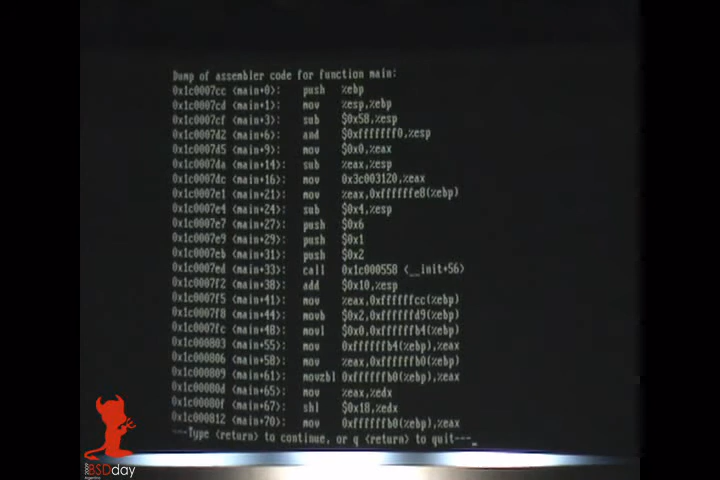 Dump of assembler code for function main:
0x1c0007cc <main+0>: push %ebp
0x1c0007cd <main+1>: mov %esp,%ebp
0x1c0007cf <main+3>: sub $0x58,%esp
0x1c0007d2 <main+6>: and $0xfffffff0,%esp
0x1c0007d5 <main+9>: mov $0x0,%eax
0x1c0007da <main+14>: sub %eax,%esp
0x1c0007dc <main+16>: mov 0x3c003120,%eax
0x1c0007e1 <main+21>: mov %eax,0xffffffe8(%ebp)
0x1c0007e4 <main+24>: sub $0x4,%esp
0x1c0007e7 <main+27>: push $0x6
0x1c0007e9 <main+29>: push $0x1
0x1c0007eb <main+31>: push $0x2
0x1c0007ed <main+33>: call 0x1c000558 <__init+56>
0x1c0007f2 <main+38>: add $0x10,%esp
0x1c0007f5 <main+41>: mov %eax,0xffffffcc(%ebp)
0x1c0007f8 <main+44>: movb $0x2,0xffffffd9(%ebp)
0x1c0007fc <main+48>: movl $0x0,0xffffffb4(%ebp)
0x1c000803 <main+55>: mov 0xffffffb4(%ebp),%eax
0x1c000806 <main+58>: mov %eax,0xffffffb0(%ebp)
0x1c000809 <main+61>: movzbl 0xffffffb0(%ebp),%eax
0x1c00080d <main+65>: mov %eax,%edx
0x1c00080f <main+67>: shl $0x18,%edx
0x1c000812 <main+70>: mov 0xffffffb0(%ebp),%eax
---Type <return> to continue, or q <return> to quit---_
BSDday
Argentina